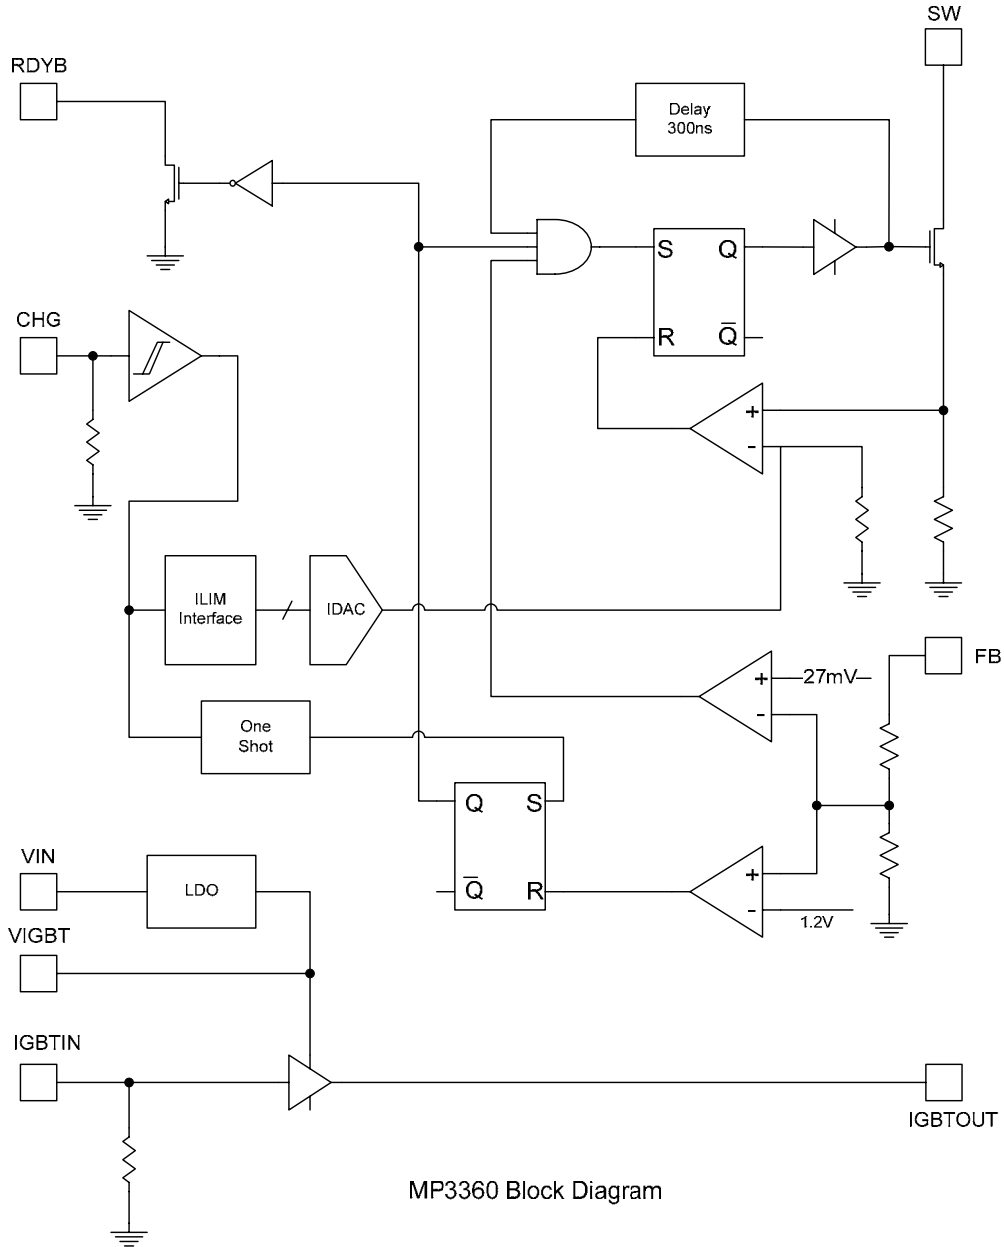 SW
RDYB
Delay
300ns
S
Q
R
Q
CHG
+
-
ILIM
Interface
IDAC
FB
+
27mV
-
One
Shot
Q
S
Q
R
+
-
1.2V
VIN
LDO
VIGBT
IGBTIN
IGBTOUT
MP3360 Block Diagram